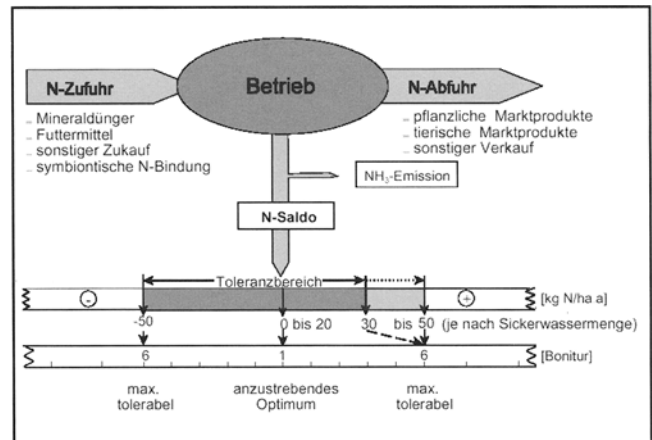 Betrieb
N-Zufuhr
N-Abfuhr
– Mineraldünger
– Futtermittel
– sonstiger Zukauf
– symbiontische N-Bindung
– pflanzliche Marktprodukte
– tierische Marktprodukte
– sonstiger Verkauf
NH₃-Emission
N-Saldo
Toleranzbereich
- + [kg N/ha a]
-50 0 bis 20 30 bis 50 (je nach Sickerwassermenge)
6 1 6 [Bonitur]
max. tolerabel
anzustrebendes Optimum
max. tolerabel